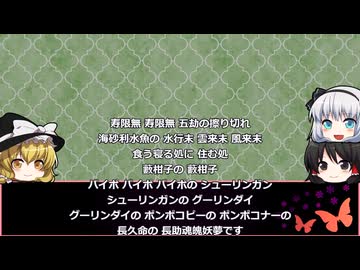 寿限無 寿限無 五劫の擦り切れ
海砂利水魚の 水行末 雲来末 風来末
食う寝る処に 住む処
藪柑子の 藪柑子
パイポ パイポ パイポの シューリンガン
シューリンガンの グーリンダイ
グーリンダイの ポンポコピーの ポンポコナーの
長久命の 長助魂魄妖夢です